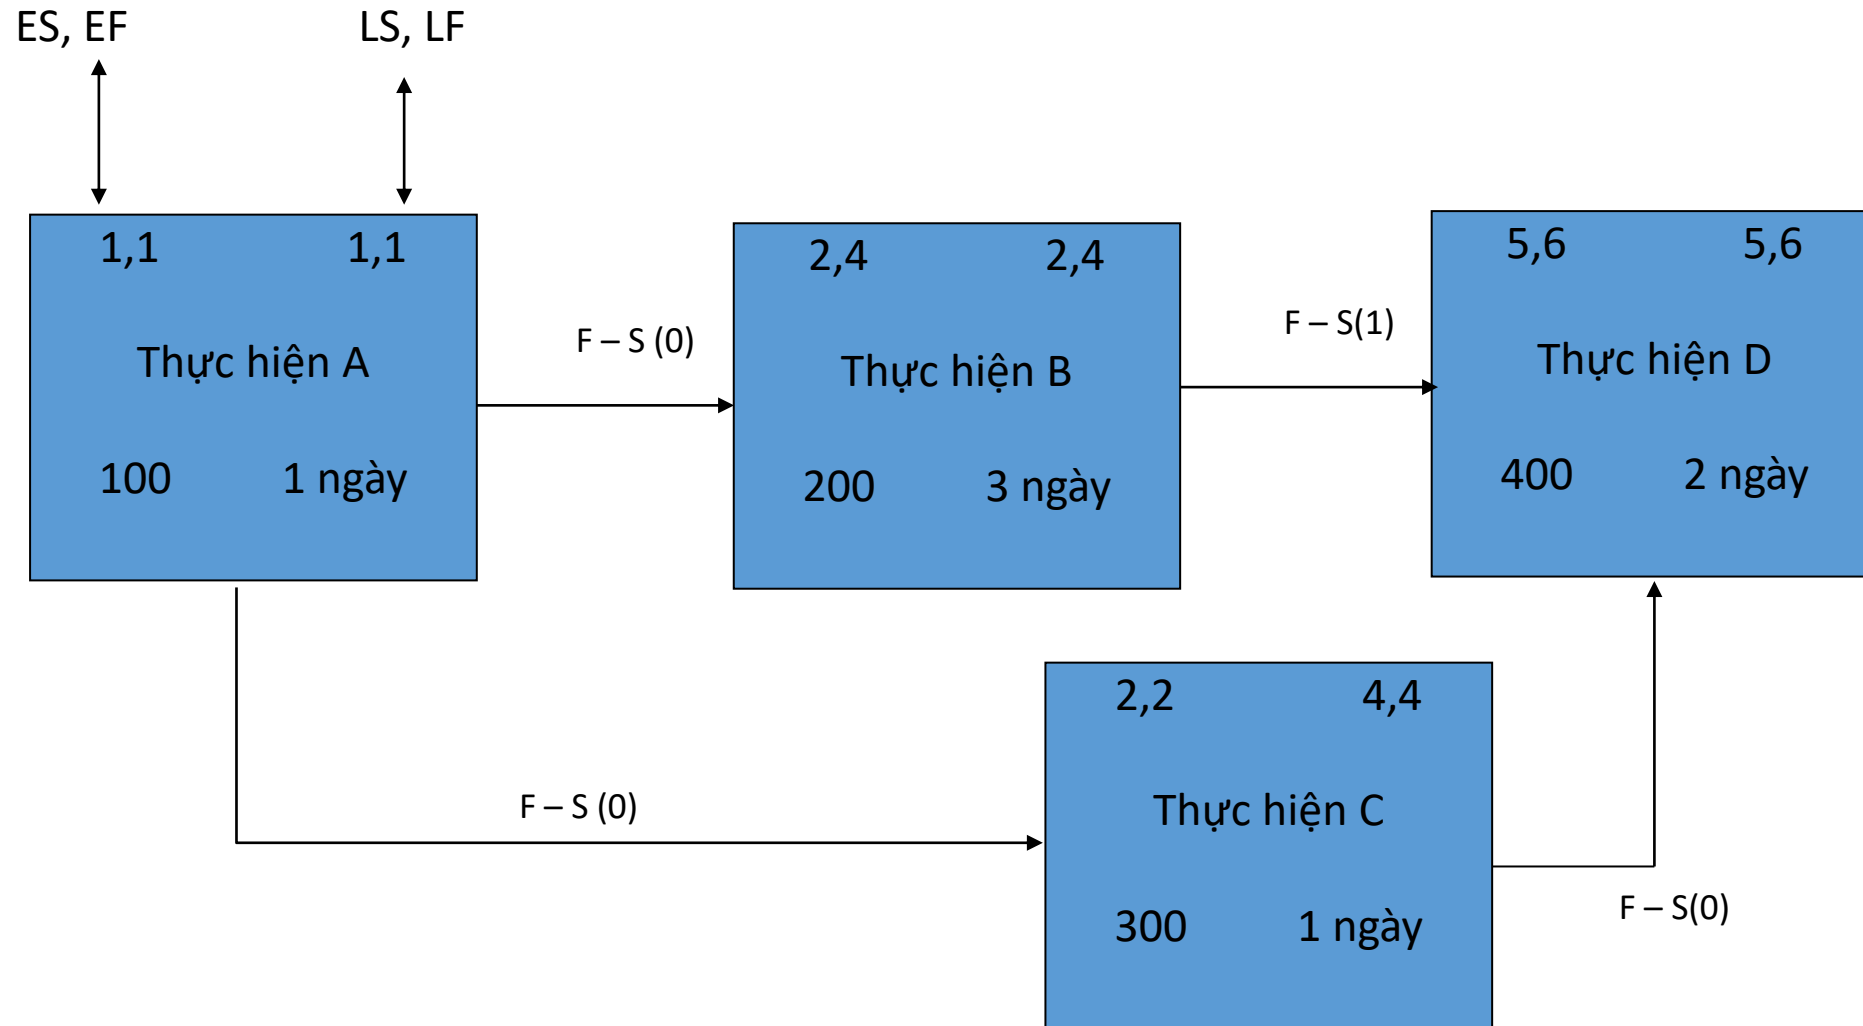 ES, EF
LS, LF
1,1 1,1
Thực hiện A
100 1 ngày
F – S (0)
2,4 2,4
Thực hiện B
200 3 ngày
F – S(1)
5,6 5,6
Thực hiện D
400 2 ngày
F – S (0)
2,2 4,4
Thực hiện C
300 1 ngày
F – S(0)